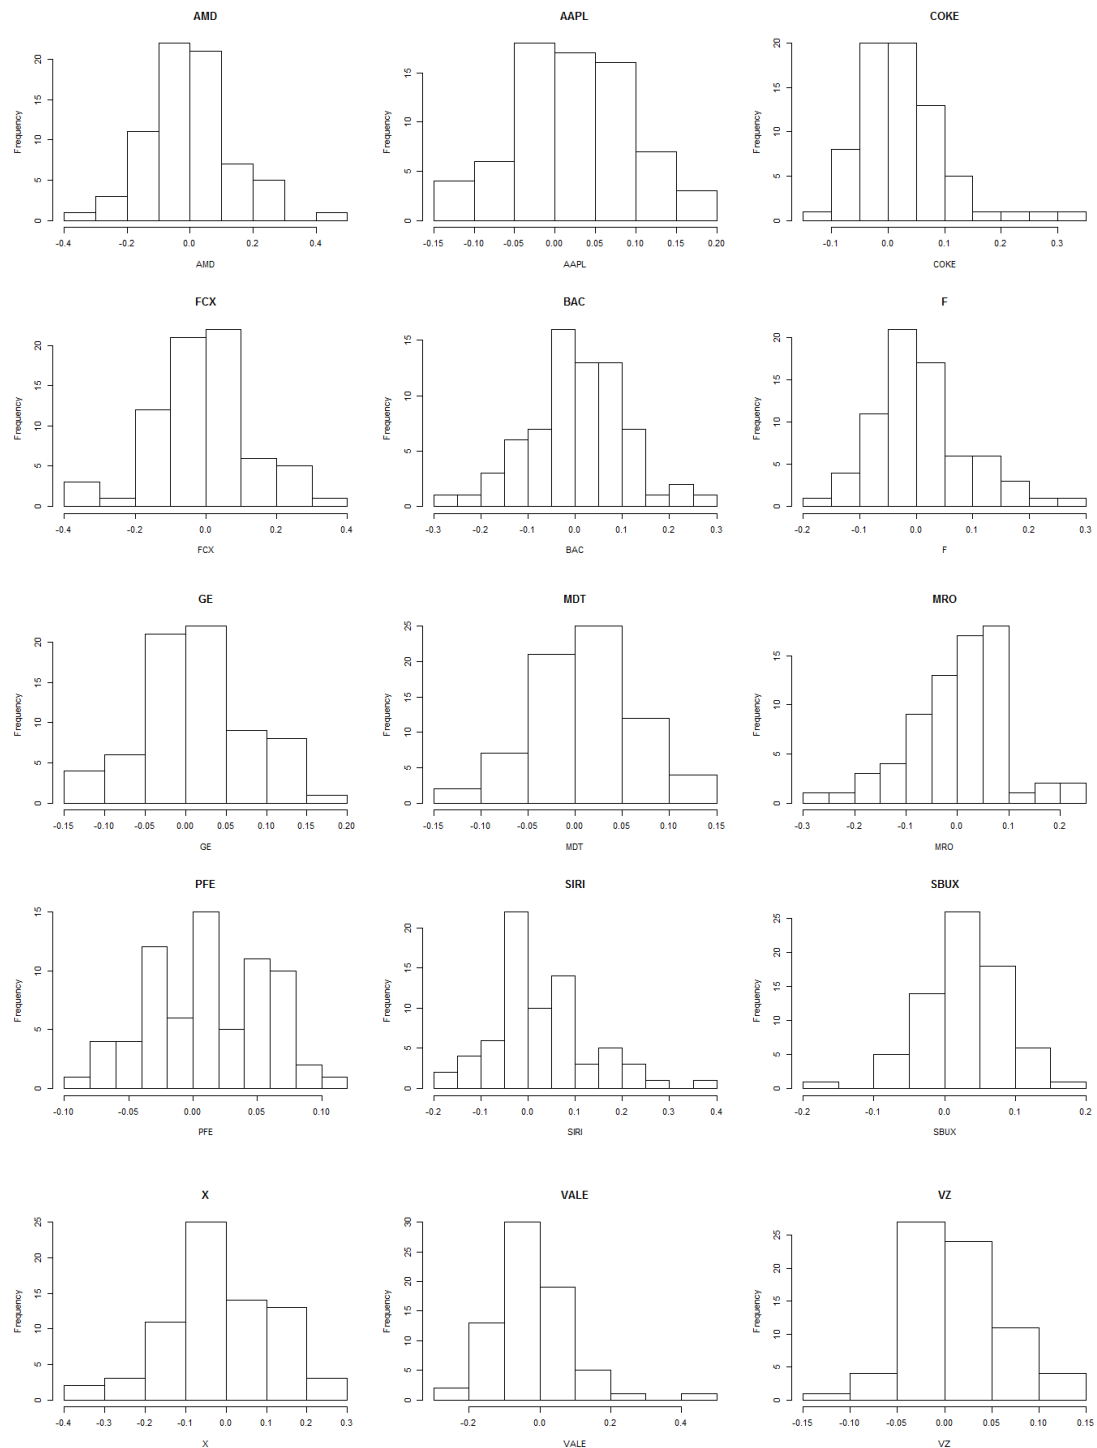 AMD
Frequency
0 5 10 15 20
-0.4 -0.2 0.0 0.2 0.4
AMD
AAPL
Frequency
0 5 10 15
-0.15 -0.10 -0.05 0.00 0.05 0.10 0.15 0.20
AAPL
COKE
Frequency
0 5 10 15 20
-0.1 0.0 0.1 0.2 0.3
COKE
FCX
Frequency
0 5 10 15 20
-0.4 -0.2 0.0 0.2 0.4
FCX
BAC
Frequency
0 5 10 15
-0.3 -0.2 -0.1 0.0 0.1 0.2 0.3
BAC
F
Frequency
0 5 10 15 20
-0.2 -0.1 0.0 0.1 0.2 0.3
F
GE
Frequency
0 5 10 15 20
-0.15 -0.10 -0.05 0.00 0.05 0.10 0.15 0.20
GE
MDT
Frequency
0 5 10 15 20 25
-0.15 -0.10 -0.05 0.00 0.05 0.10 0.15
MDT
MRO
Frequency
0 5 10 15
-0.3 -0.2 -0.1 0.0 0.1 0.2
MRO
PFE
Frequency
0 5 10 15
-0.10 -0.05 0.00 0.05 0.10
PFE
SIRI
Frequency
0 5 10 15 20
-0.2 -0.1 0.0 0.1 0.2 0.3 0.4
SIRI
SBUX
Frequency
0 5 10 15 20 25
-0.2 -0.1 0.0 0.1 0.2
SBUX
X
Frequency
0 5 10 15 20 25
-0.4 -0.3 -0.2 -0.1 0.0 0.1 0.2 0.3
X
VALE
Frequency
0 5 10 15 20 25 30
-0.2 0.0 0.2 0.4
VALE
VZ
Frequency
0 5 10 15 20 25
-0.15 -0.10 -0.05 0.00 0.05 0.10 0.15
VZ